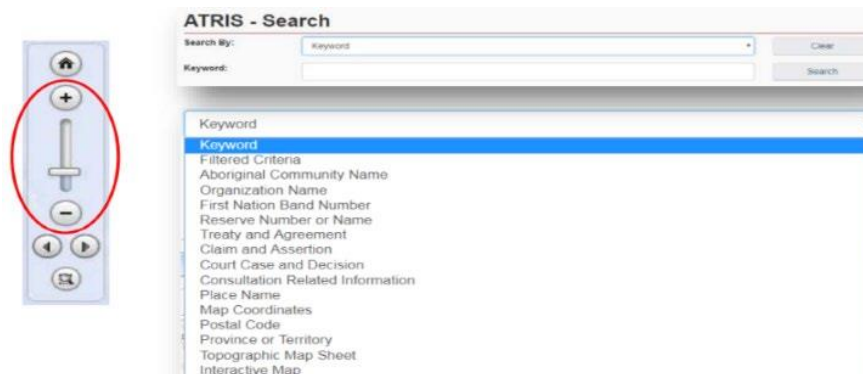 ATRIS - Search
Search By:
Keyword
Clear
Keyword:
Search
Keyword
Keyword
Filtered Criteria
Aboriginal Community Name
Organization Name
First Nation Band Number
Reserve Number or Name
Treaty and Agreement
Claim and Assertion
Court Case and Decision
Consultation Related Information
Place Name
Map Coordinates
Postal Code
Province or Territory
Topographic Map Sheet
Interactive Map